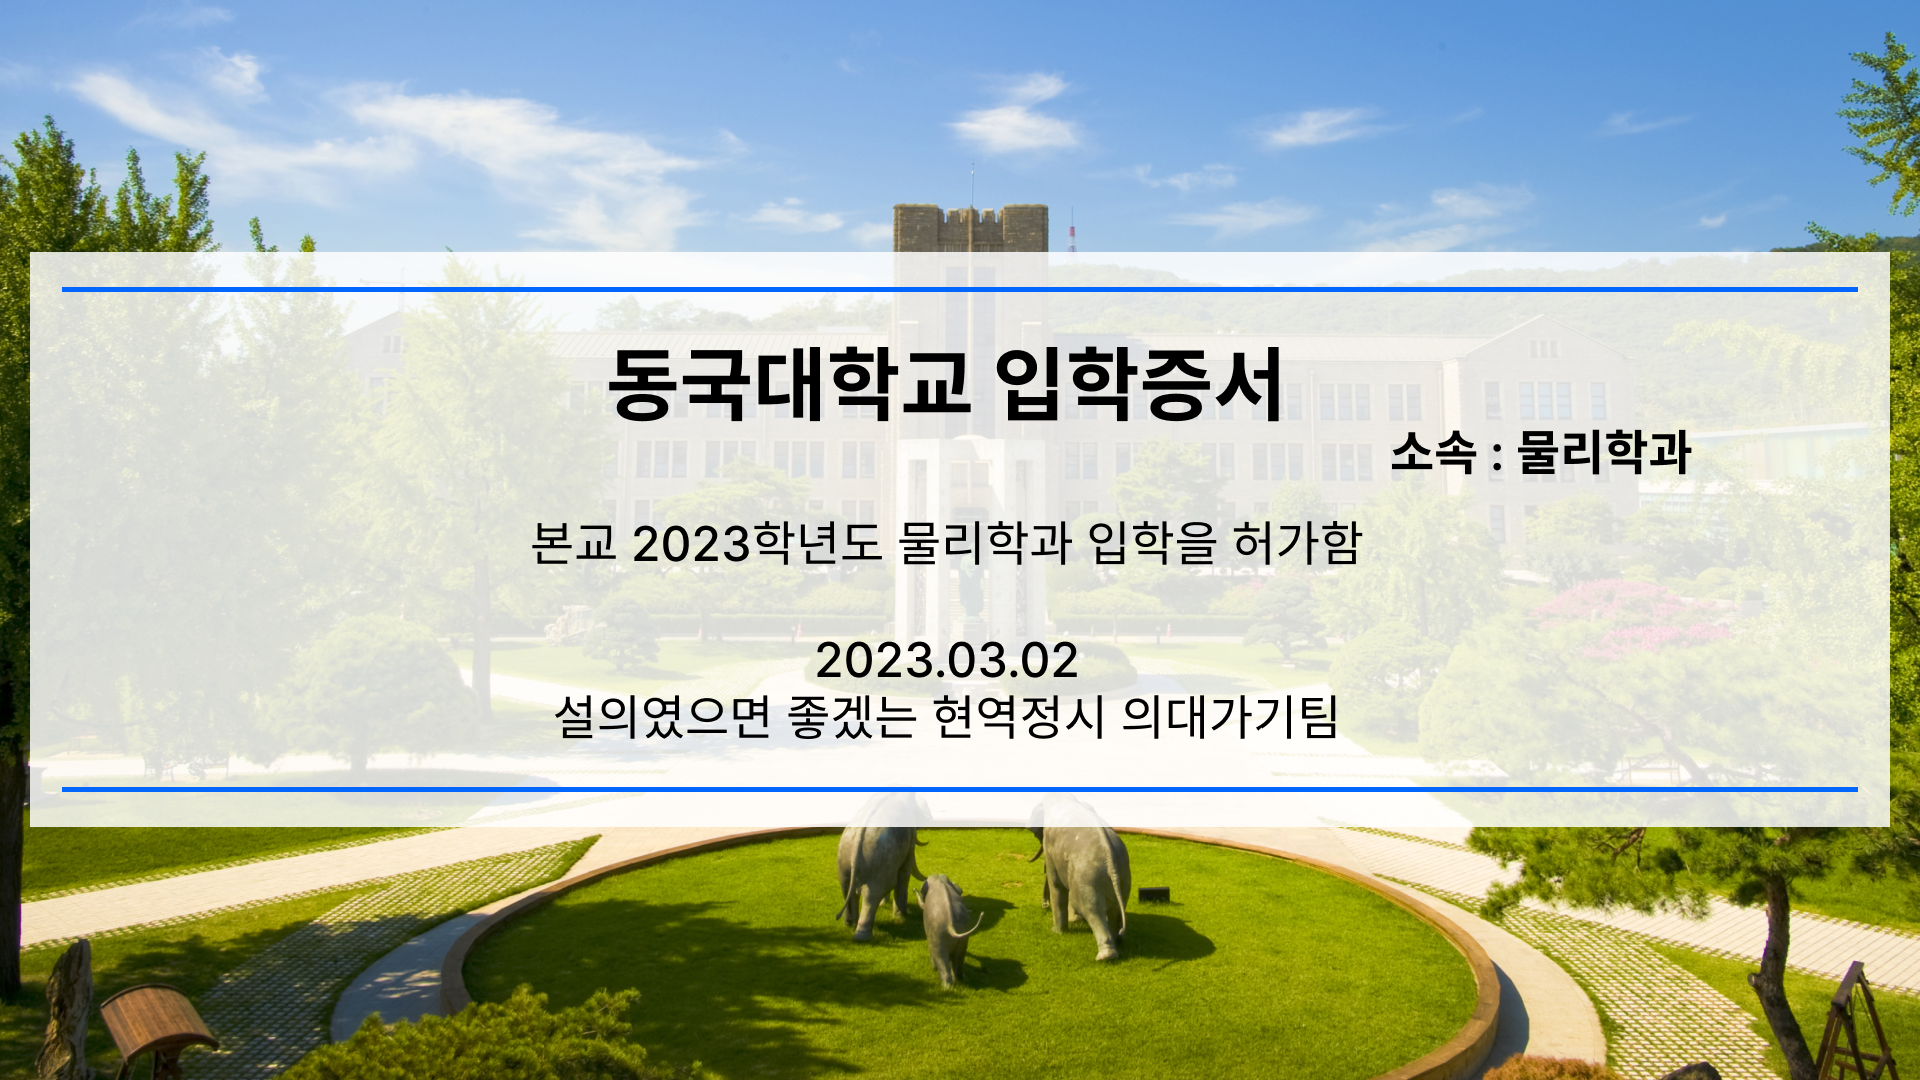 동국대학교 입학증서
소속 : 물리학과
본교 2023학년도 물리학과 입학을 허가함
2023.03.02
설의였으면 좋겠는 현역정시 의대가기팀